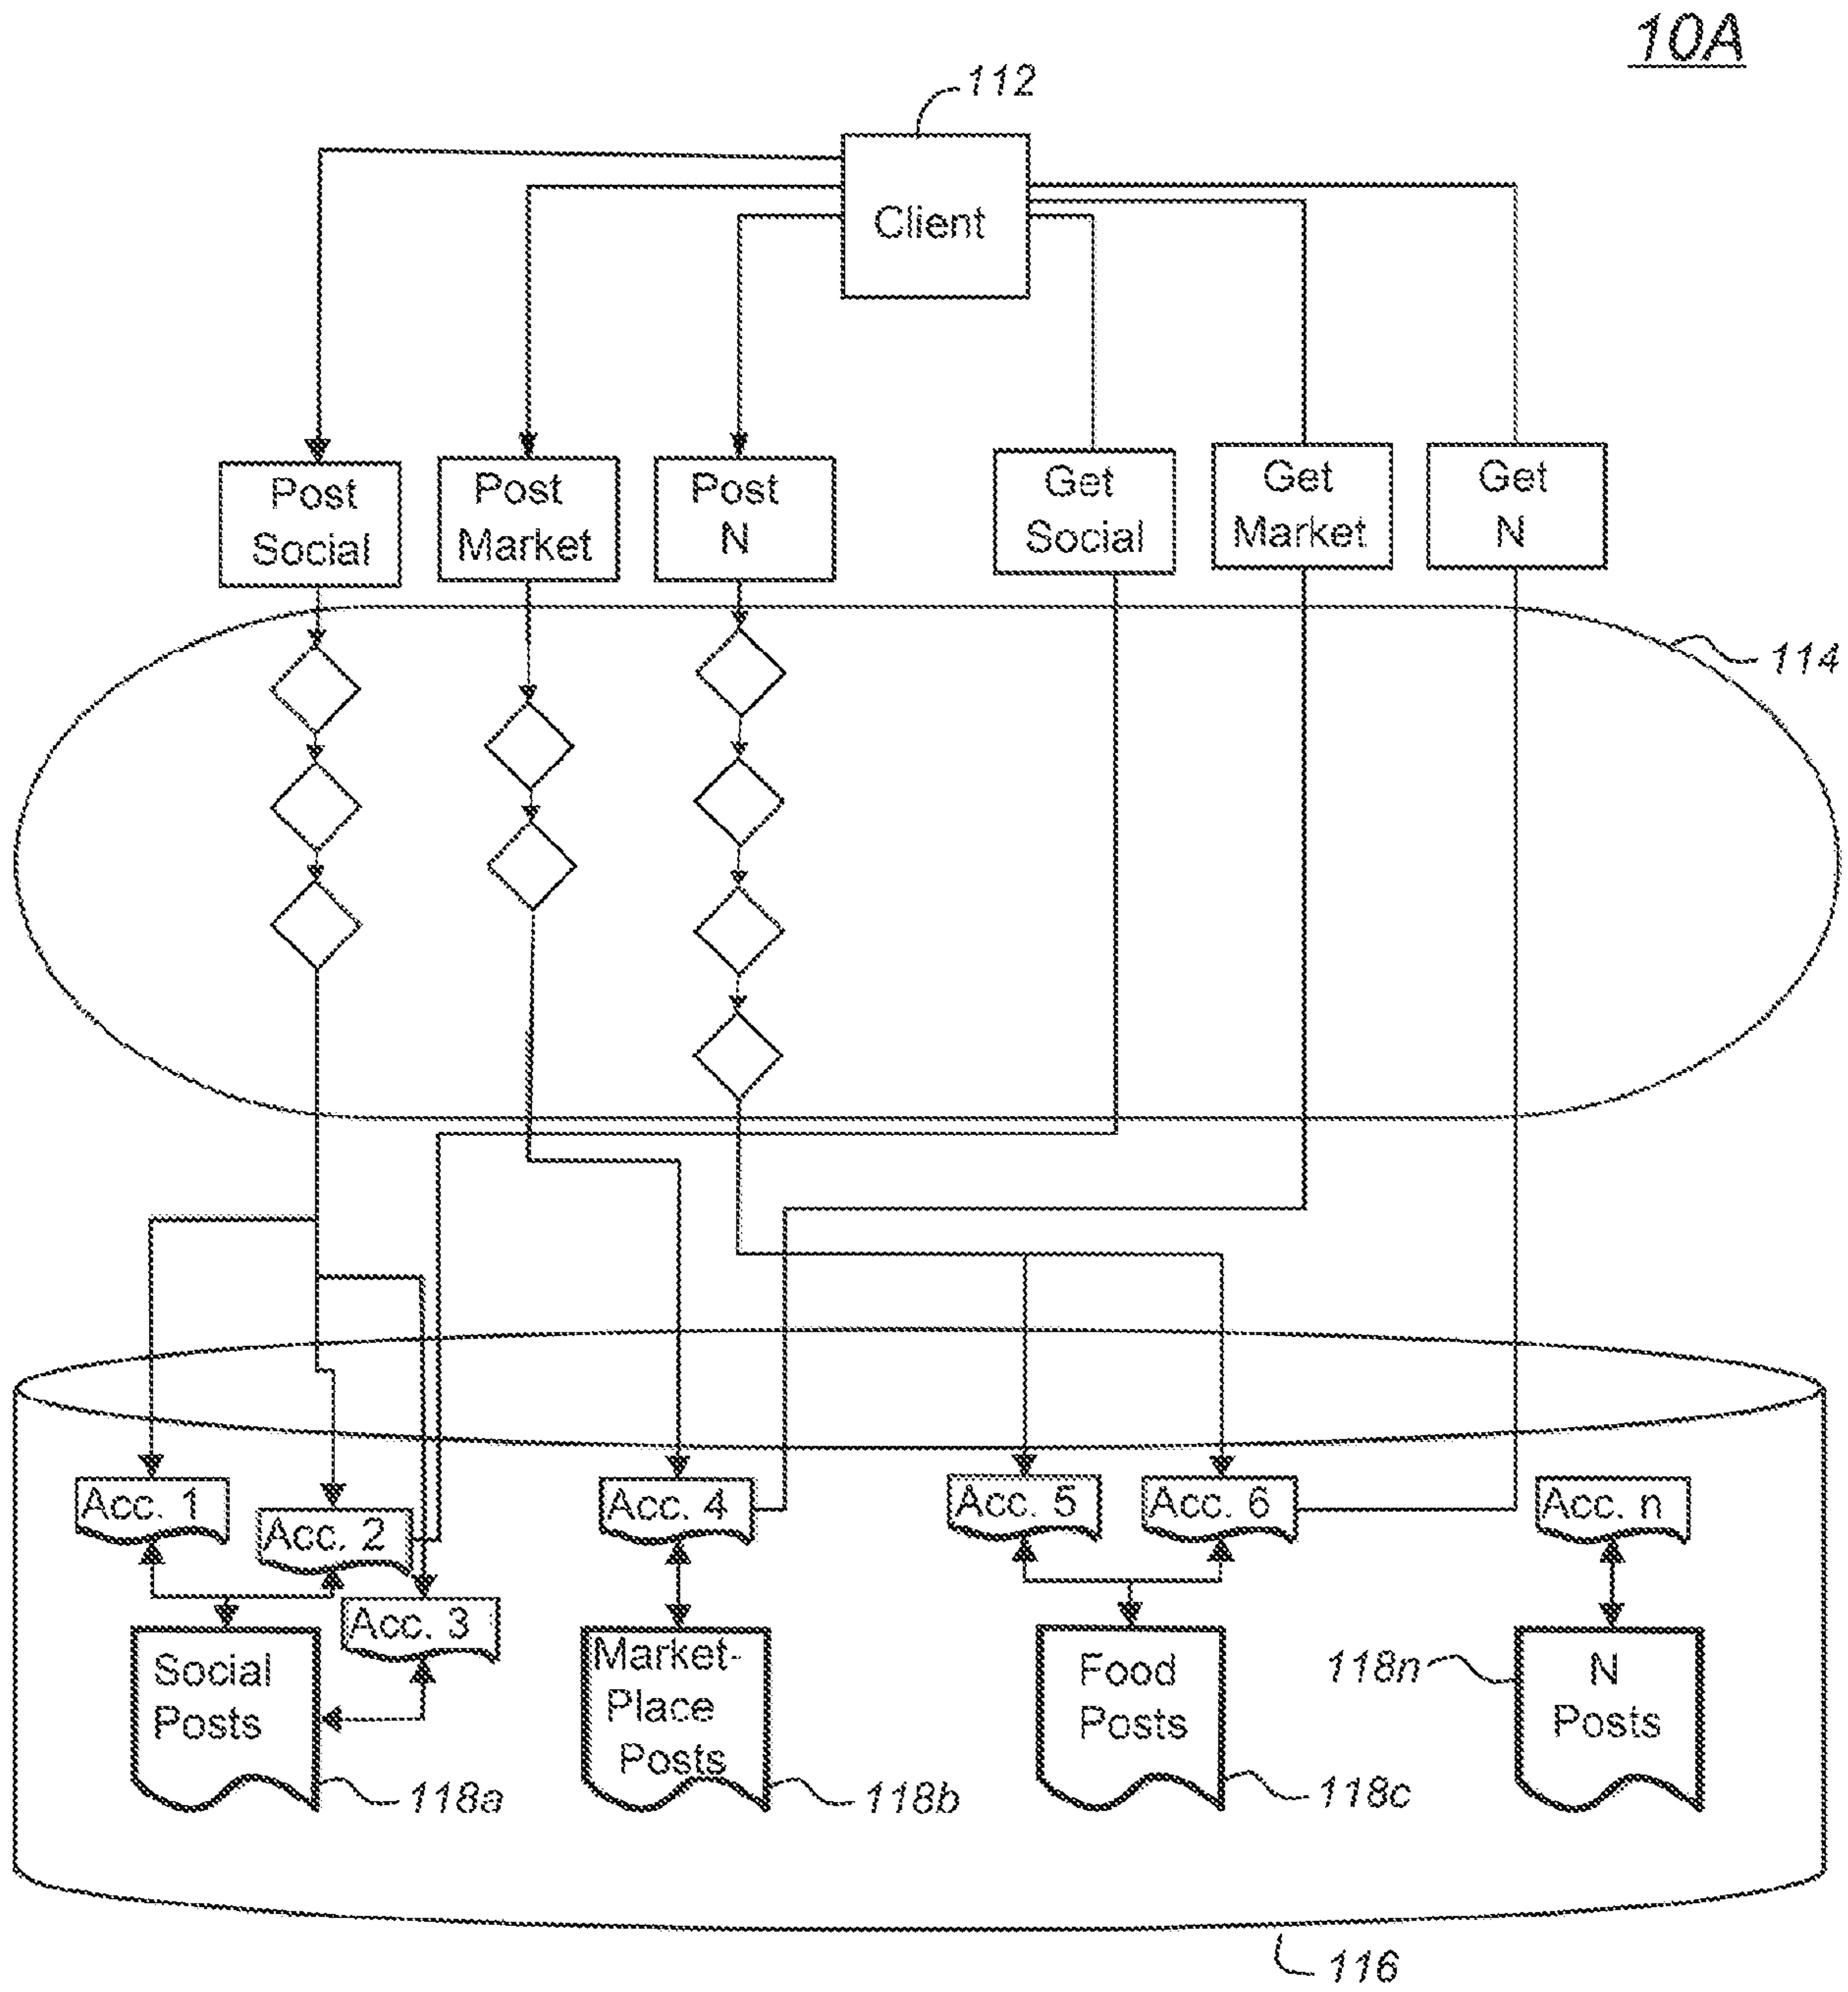 10A
112
Client
Post
Social
Post
Market
Post
N
Get
Social
Get
Market
Get
N
114
Acc. 1
Acc. 2
Acc. 3
Acc. 4
Acc. 5
Acc. 6
Acc. n
Social
Posts
118a
Market-
Place
Posts
118b
Food
Posts
118c
118n
N
Posts
116